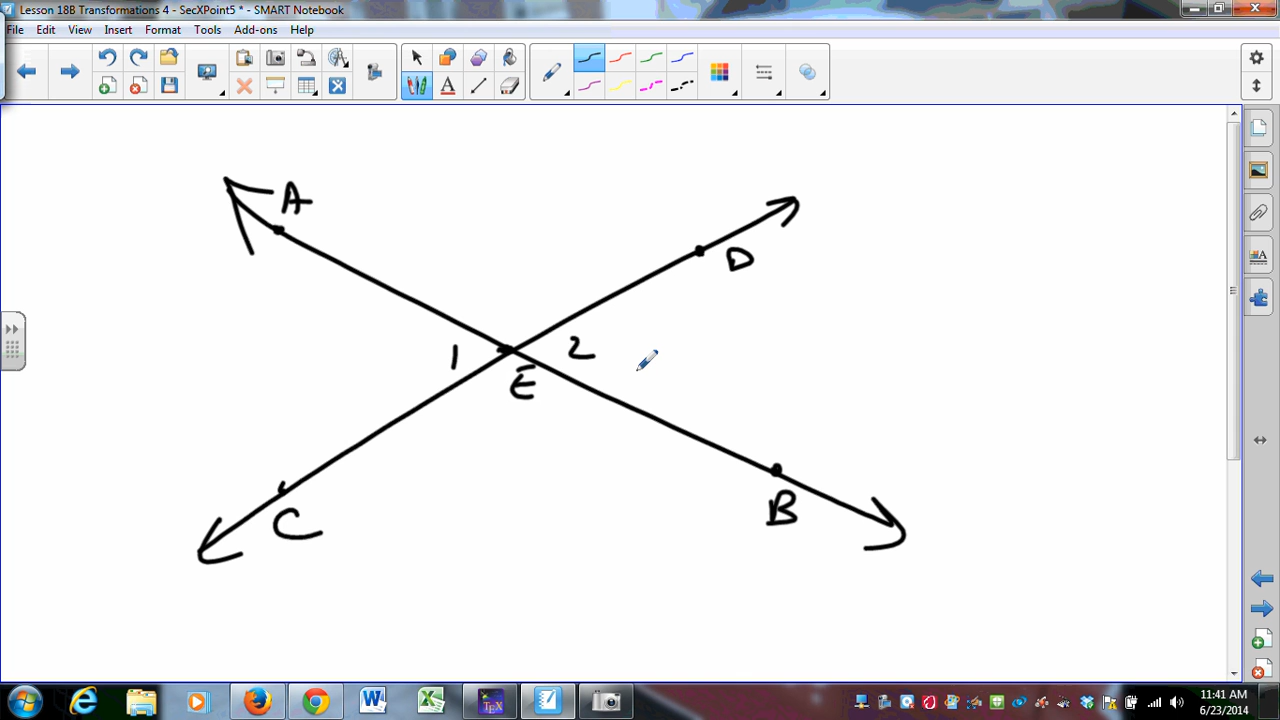 Lesson 18B Transformations 4 - SecXPoint5 * - SMART Notebook
File Edit View Insert Format Tools Add-ons Help
A
D
1 2
E
B
C
11:41 AM
6/23/2014